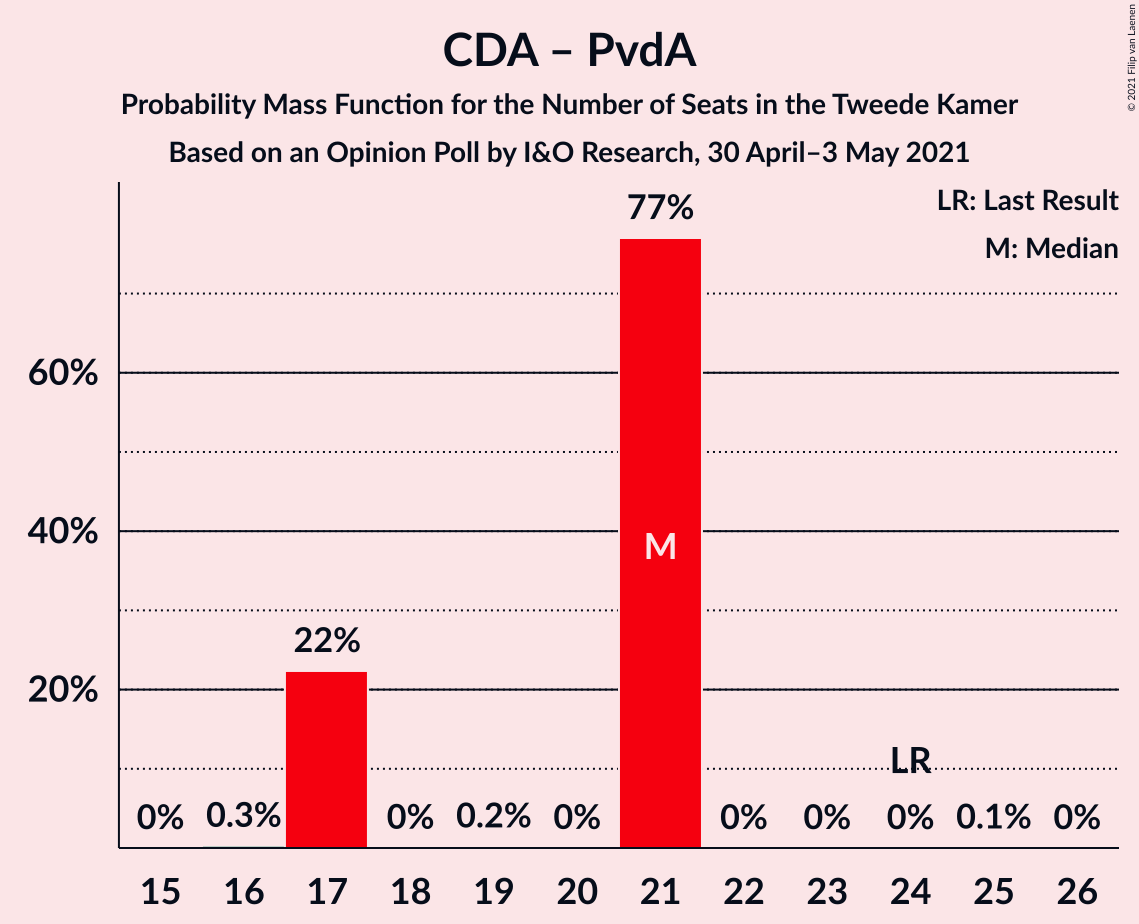 CDA – PvdA
Probability Mass Function for the Number of Seats in the Tweede Kamer
Based on an Opinion Poll by I&O Research, 30 April–3 May 2021
© 2021 Filip van Laenen
LR: Last Result
M: Median
77%
60%
40%
M
22%
20%
LR
0% 0.3% 0% 0.2% 0% 0% 0% 0% 0.1% 0%
15 16 17 18 19 20 21 22 23 24 25 26